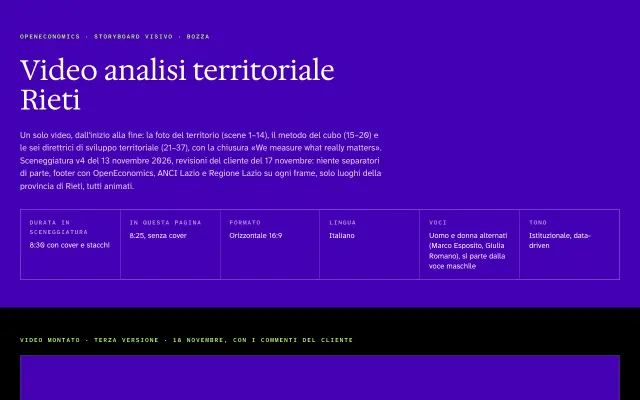 OPENECONOMICS · STORYBOARD VISIVO · BOZZA
Video analisi territoriale
Rieti
Un solo video, dall'inizio alla fine: la foto del territorio (scene 1–14), il metodo del cubo (15–20) e
le sei direttrici di sviluppo territoriale (21–37), con la chiusura «We measure what really matters».
Sceneggiatura v4 del 13 novembre 2026, revisioni del cliente del 17 novembre: niente separatori
di parte, footer con OpenEconomics, ANCI Lazio e Regione Lazio su ogni frame, solo luoghi della
provincia di Rieti, tutti animati.
DURATA IN
SCENEGGIATURA
8:30 con cover e stacchi
IN QUESTA PAGINA
8:25, senza cover
FORMATO
Orizzontale 16:9
LINGUA
Italiano
VOCI
Uomo e donna alternati
(Marco Esposito, Giulia
Romano), si parte dalla
voce maschile
TONO
Istituzionale, data-
driven
VIDEO MONTATO · TERZA VERSIONE · 18 NOVEMBRE, CON I COMMENTI DEL CLIENTE